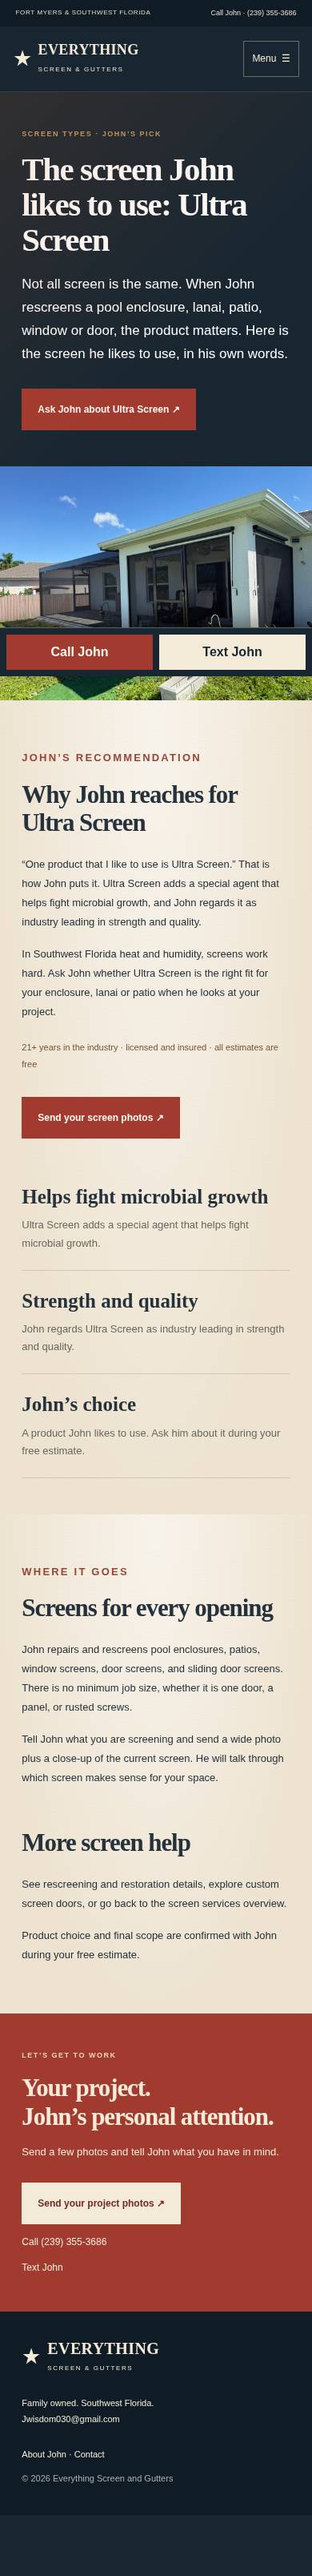 FORT MYERS & SOUTHWEST FLORIDA
Call John · (239) 355-3686
EVERYTHING
SCREEN & GUTTERS
Menu ☰
SCREEN TYPES · JOHN’S PICK
The screen John
likes to use: Ultra
Screen
Not all screen is the same. When John
rescreens a pool enclosure, lanai, patio,
window or door, the product matters. Here is
the screen he likes to use, in his own words.
Ask John about Ultra Screen ↗
Call John
Text John
JOHN’S RECOMMENDATION
Why John reaches for
Ultra Screen
“One product that I like to use is Ultra Screen.” That is
how John puts it. Ultra Screen adds a special agent that
helps fight microbial growth, and John regards it as
industry leading in strength and quality.
In Southwest Florida heat and humidity, screens work
hard. Ask John whether Ultra Screen is the right fit for
your enclosure, lanai or patio when he looks at your
project.
21+ years in the industry · licensed and insured · all estimates are
free
Send your screen photos ↗
Helps fight microbial growth
Ultra Screen adds a special agent that helps fight
microbial growth.
Strength and quality
John regards Ultra Screen as industry leading in strength
and quality.
John’s choice
A product John likes to use. Ask him about it during your
free estimate.
WHERE IT GOES
Screens for every opening
John repairs and rescreens pool enclosures, patios,
window screens, door screens, and sliding door screens.
There is no minimum job size, whether it is one door, a
panel, or rusted screws.
Tell John what you are screening and send a wide photo
plus a close-up of the current screen. He will talk through
which screen makes sense for your space.
More screen help
See rescreening and restoration details, explore custom
screen doors, or go back to the screen services overview.
Product choice and final scope are confirmed with John
during your free estimate.
LET’S GET TO WORK
Your project.
John’s personal attention.
Send a few photos and tell John what you have in mind.
Send your project photos ↗
Call (239) 355-3686
Text John
EVERYTHING
SCREEN & GUTTERS
Family owned. Southwest Florida.
Jwisdom030@gmail.com
About John · Contact
© 2026 Everything Screen and Gutters